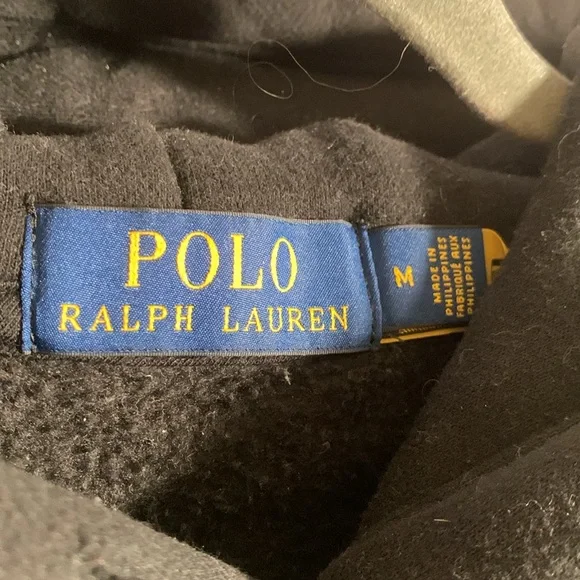 POLO
RALPH LAUREN
M
MADE IN
PHILIPPINES
FABRIQUÉ AUX
PHILIPPINES